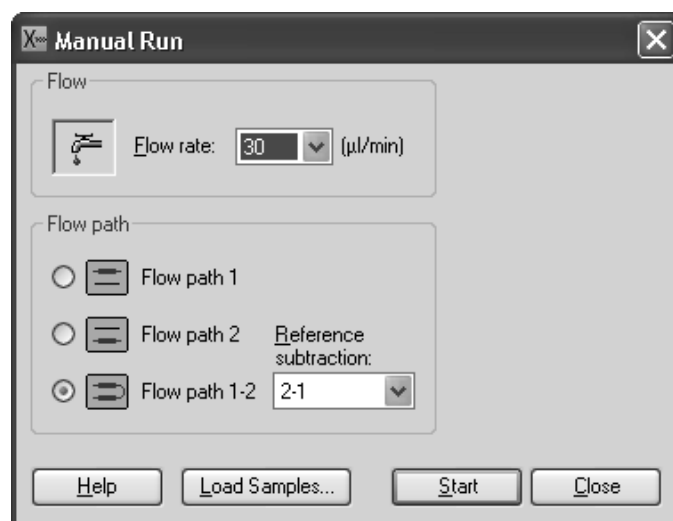 Manual Run
Flow
Flow rate: 30 (µl/min)
Flow path
Flow path 1
Flow path 2
Reference
subtraction:
Flow path 1-2 2-1
Help Load Samples... Start Close